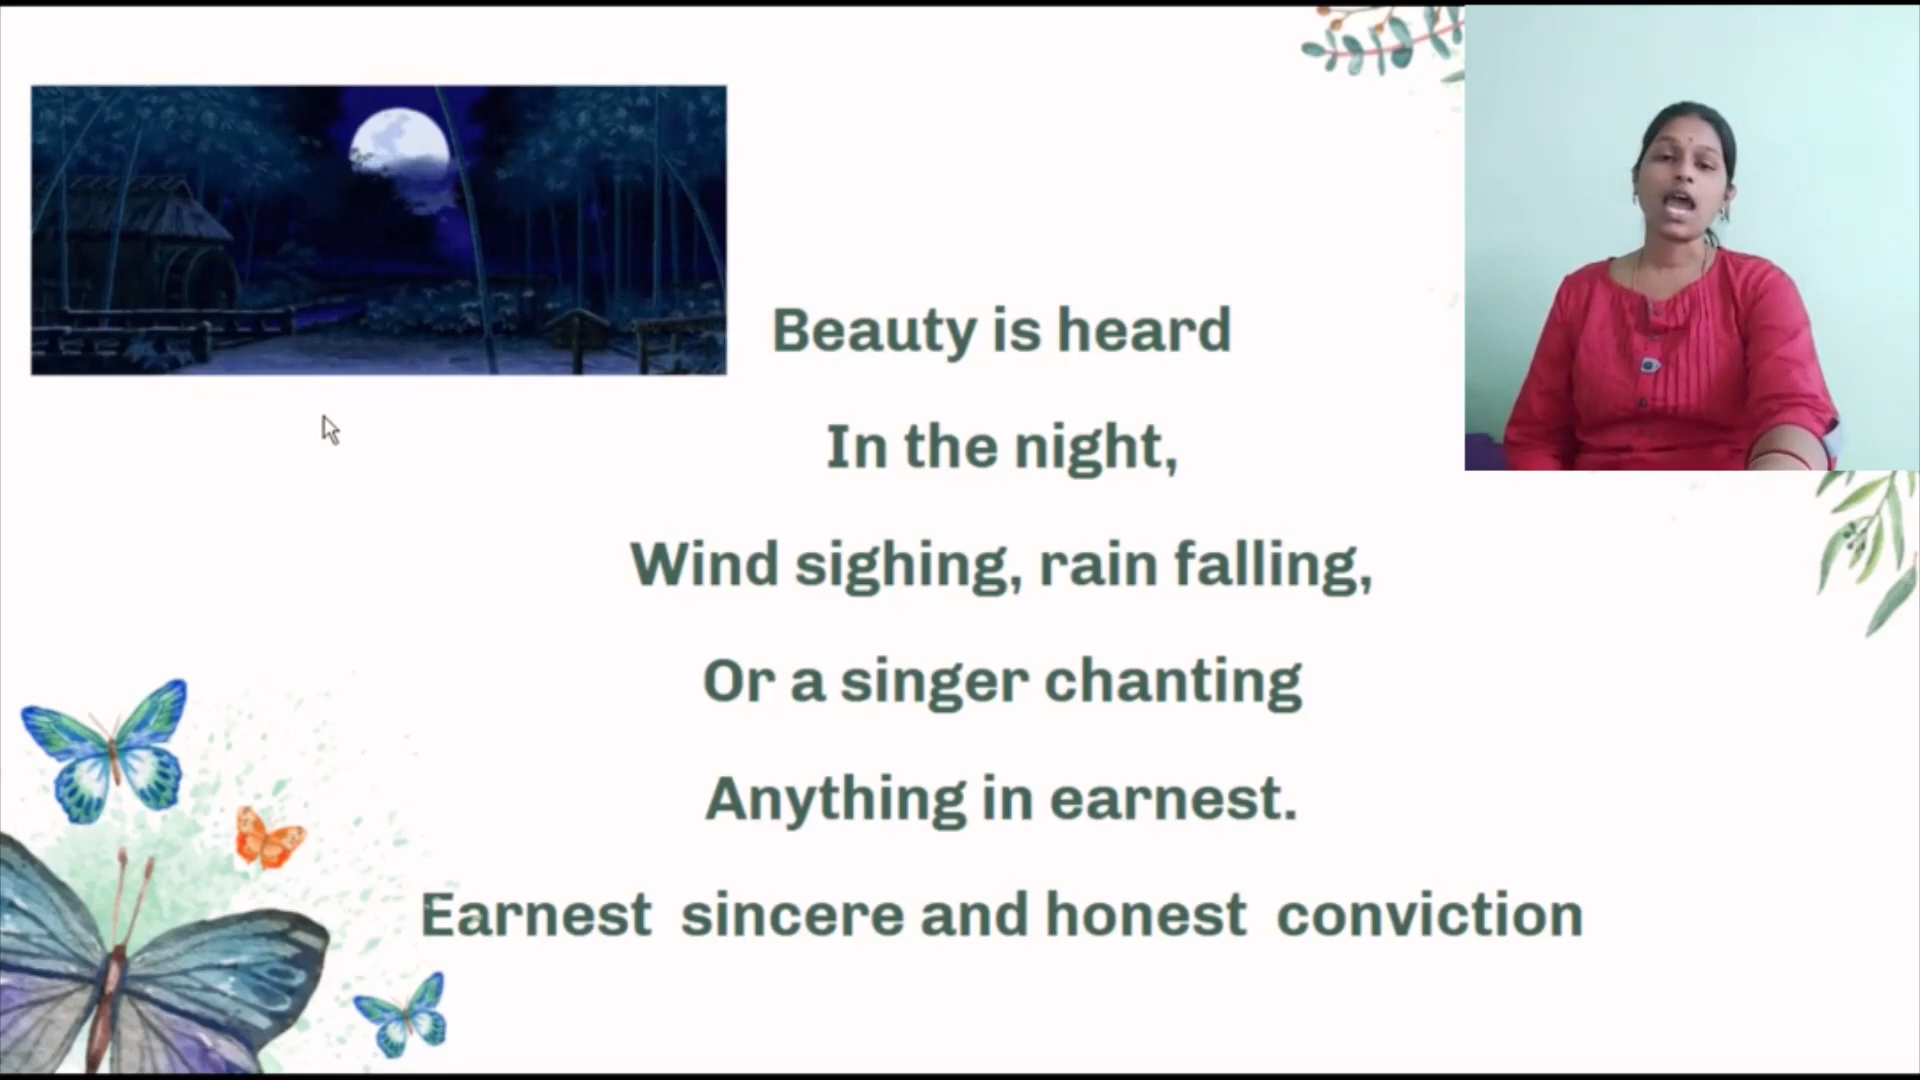 Beauty is heard
In the night,
Wind sighing, rain falling,
Or a singer chanting
Anything in earnest.
Earnest  sincere and honest  conviction